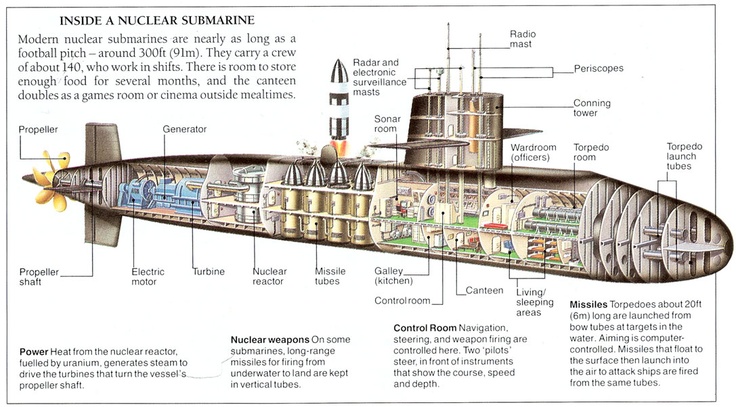 INSIDE A NUCLEAR SUBMARINE
Modern nuclear submarines are nearly as long as a
football pitch – around 300ft (91m). They carry a crew
of about 140, who work in shifts. There is room to store
enough food for several months, and the canteen
doubles as a games room or cinema outside mealtimes.
Radio
mast
Radar and
electronic
surveillance
masts
Periscopes
Conning
tower
Propeller
Generator
Sonar
room
Wardroom
(officers)
Torpedo
room
Torpedo
launch
tubes
Propeller
shaft
Electric
motor
Turbine
Nuclear
reactor
Missile
tubes
Galley
(kitchen)
Control room
Canteen
Living/
sleeping
areas
Power Heat from the nuclear reactor,
fuelled by uranium, generates steam to
drive the turbines that turn the vessel's
propeller shaft.
Nuclear weapons On some
submarines, long-range
missiles for firing from
underwater to land are kept
in vertical tubes.
Control Room Navigation,
steering, and weapon firing are
controlled here. Two 'pilots'
steer, in front of instruments
that show the course, speed
and depth.
Missiles Torpedoes about 20ft
(6m) long are launched from
bow tubes at targets in the
water. Aiming is computer-
controlled. Missiles that float to
the surface then launch into
the air to attack ships are fired
from the same tubes.